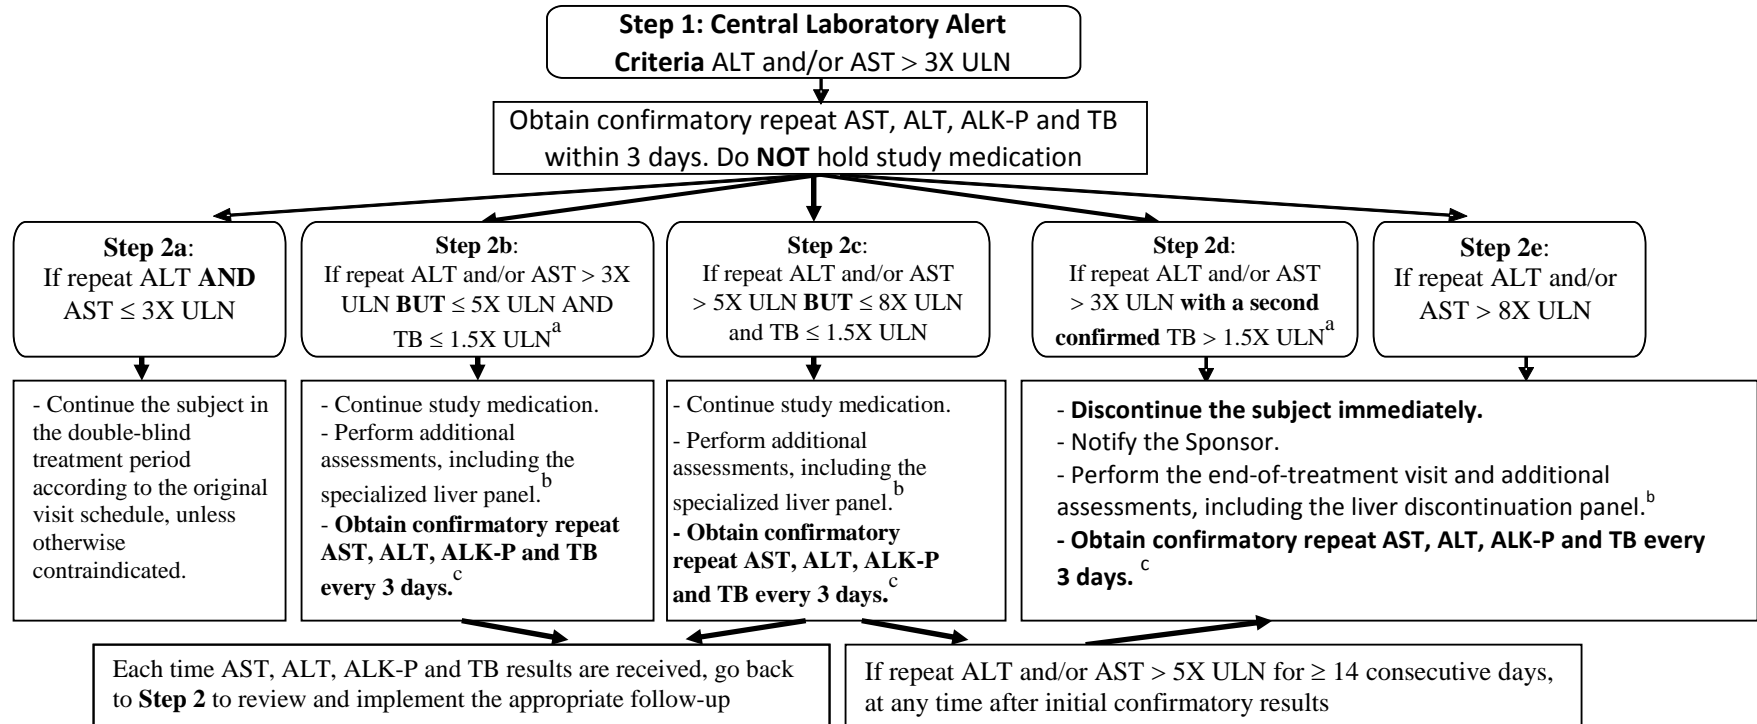 Step 1: Central Laboratory Alert
Criteria ALT and/or AST > 3X ULN
Obtain confirmatory repeat AST, ALT, ALK-P and TB
within 3 days. Do NOT hold study medication
Step 2a:
If repeat ALT AND
AST ≤ 3X ULN
Step 2b:
If repeat ALT and/or AST > 3X
ULN BUT ≤ 5X ULN AND
TB ≤ 1.5X ULNa
Step 2c:
If repeat ALT and/or AST
> 5X ULN BUT ≤ 8X ULN
and TB ≤ 1.5X ULN
Step 2d:
If repeat ALT and/or AST
> 3X ULN with a second
confirmed TB > 1.5X ULNa
Step 2e:
If repeat ALT and/or
AST > 8X ULN
- Continue the subject in
the double-blind
treatment period
according to the original
visit schedule, unless
otherwise
contraindicated.
- Continue study medication.
- Perform additional
assessments, including the
specialized liver panel.b
- Obtain confirmatory repeat
AST, ALT, ALK-P and TB
every 3 days.c
- Continue study medication.
- Perform additional
assessments, including the
specialized liver panel.b
- Obtain confirmatory
repeat AST, ALT, ALK-P
and TB every 3 days.c
- Discontinue the subject immediately.
- Notify the Sponsor.
- Perform the end-of-treatment visit and additional
assessments, including the liver discontinuation panel.b
- Obtain confirmatory repeat AST, ALT, ALK-P and TB every
3 days. c
Each time AST, ALT, ALK-P and TB results are received, go back
to Step 2 to review and implement the appropriate follow-up
If repeat ALT and/or AST > 5X ULN for ≥ 14 consecutive days,
at any time after initial confirmatory results